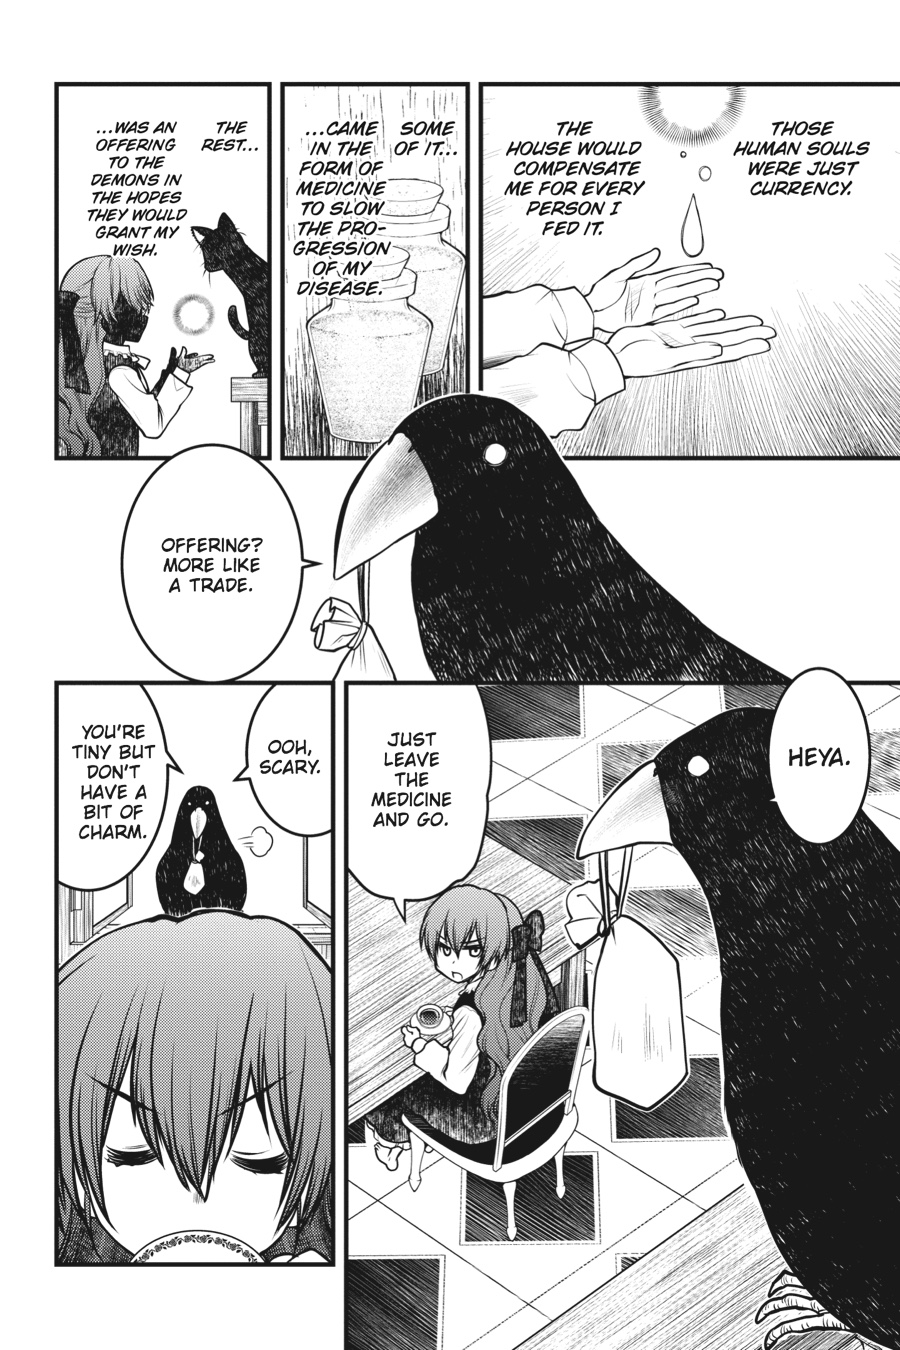 THOSE
HUMAN SOULS
WERE JUST
CURRENCY.
THE
HOUSE WOULD
COMPENSATE
ME FOR EVERY
PERSON I
FED IT.
SOME
OF IT...
...CAME
IN THE
FORM OF
MEDICINE
TO SLOW
THE PRO-
GRESSION
OF MY
DISEASE.
THE
REST...
...WAS AN
OFFERING
TO THE
DEMONS IN
THE HOPES
THEY WOULD
GRANT MY
WISH.
OFFERING?
MORE LIKE
A TRADE.
HEYA.
JUST
LEAVE
THE
MEDICINE
AND GO.
OOH,
SCARY.
YOU'RE
TINY BUT
DON'T
HAVE A
BIT OF
CHARM.